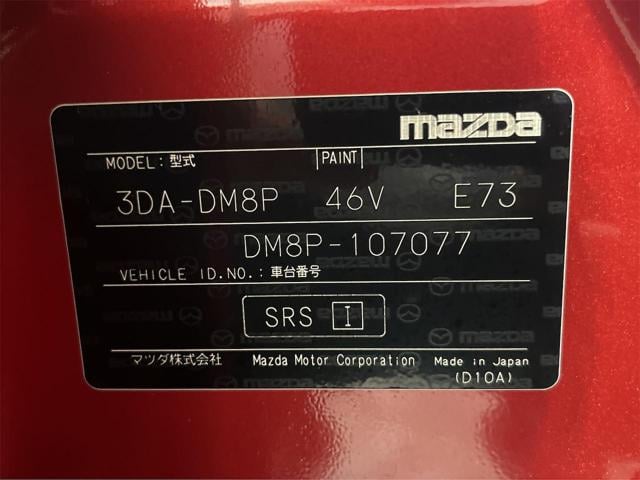 mazda
MODEL: 型式 PAINT
3DA-DM8P 46V E73
DM8P-107077
VEHICLE ID.NO.: 車台番号
SRS I
マツダ株式会社 Mazda Motor Corporation Made in Japan
(D10A)